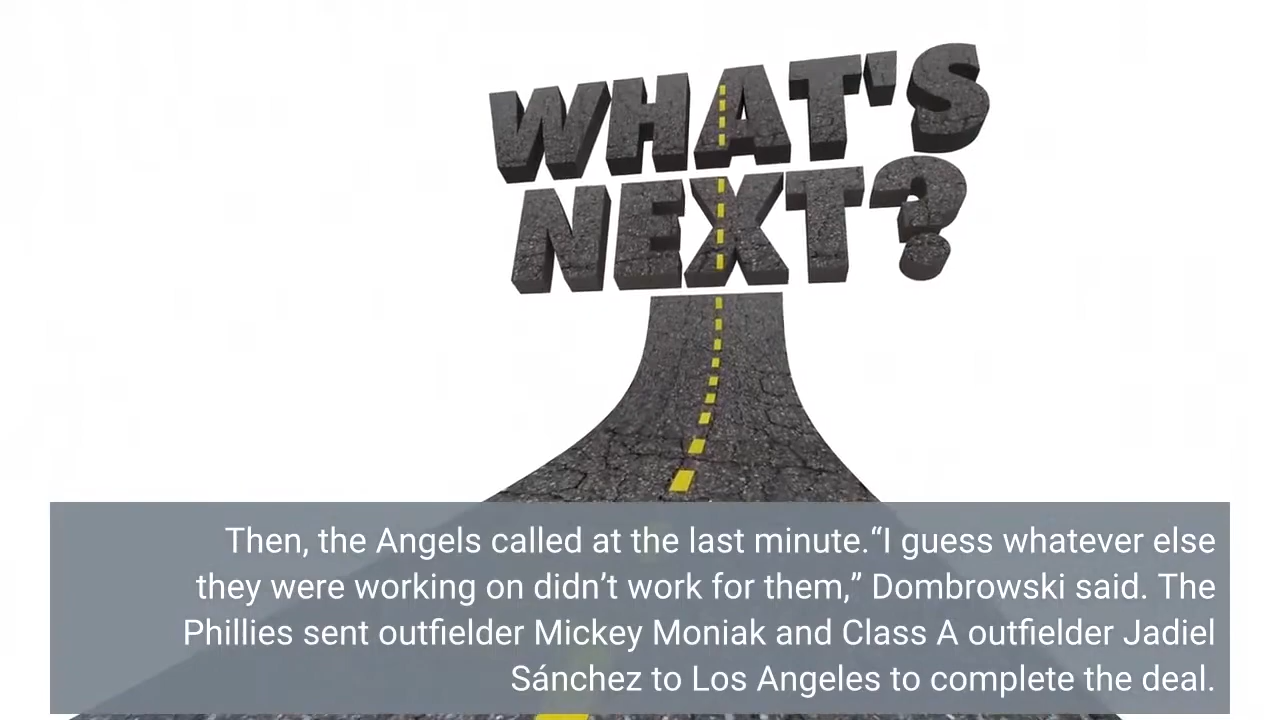 WHAT'S
NEXT?
Then, the Angels called at the last minute.“I guess whatever else
they were working on didn’t work for them,” Dombrowski said. The
Phillies sent outfielder Mickey Moniak and Class A outfielder Jadiel
Sánchez to Los Angeles to complete the deal.